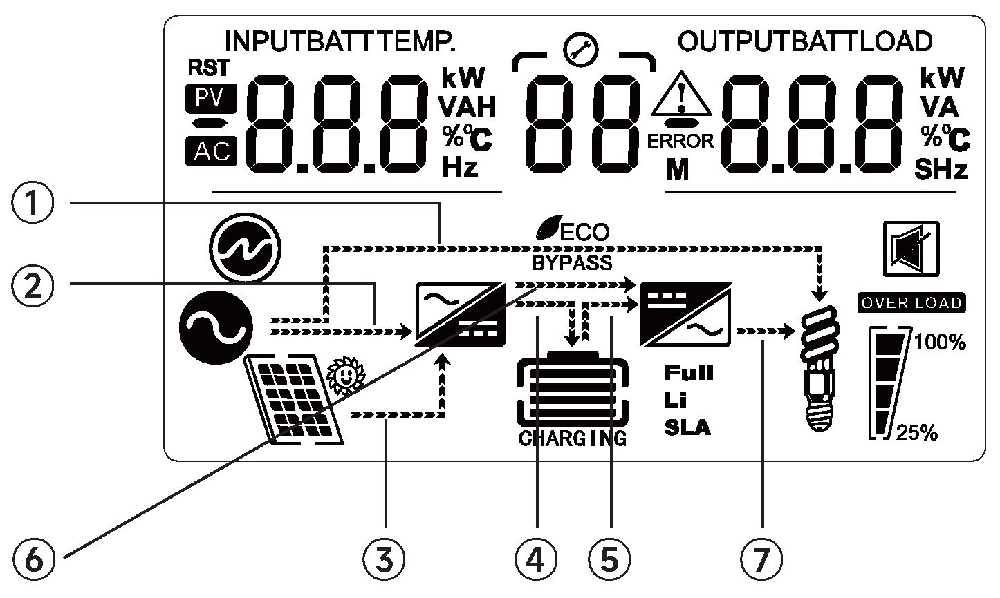 INPUTBATTTEMP.
OUTPUTBATTLOAD
RST
PV
AC
8.8.8
kW
VAH
%°C
Hz
88
!
ERROR
M
8.8.8
kW
VA
%°C
SHz
1
2
ECO
BYPASS
OVER LOAD
100%
25%
Full
Li
SLA
CHARGING
6
3
4
5
7